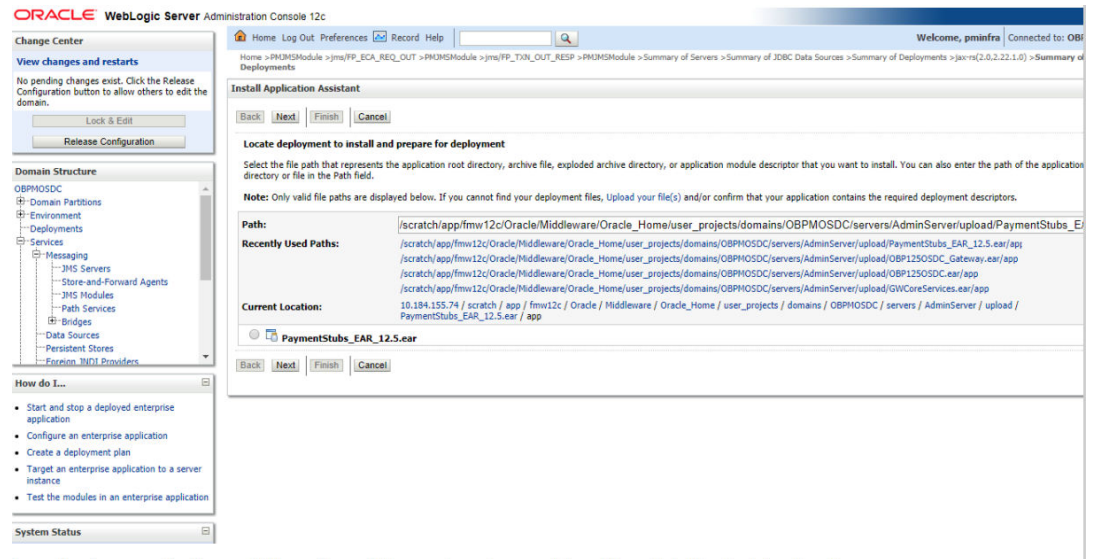 ORACLE WebLogic Server Administration Console 12c
Change Center
View changes and restarts
No pending changes exist. Click the Release
Configuration button to allow others to edit the
domain.
Lock & Edit
Release Configuration
Domain Structure
OBPMOSDC
Domain Partitions
Environment
Deployments
Services
Messaging
JMS Servers
Store-and-Forward Agents
JMS Modules
Path Services
Bridges
Data Sources
Persistent Stores
Foreign JNDI Providers
How do I...
Start and stop a deployed enterprise
application
Configure an enterprise application
Create a deployment plan
Target an enterprise application to a server
instance
Test the modules in an enterprise application
System Status
Home Log Out Preferences Record Help
Welcome, pminfra Connected to: OBP
Home >PMJMSModule >jms/FP_ECA_REQ_OUT >PMJMSModule >jms/FP_TXN_OUT_RESP >PMJMSModule >Summary of Servers >Summary of JDBC Data Sources >Summary of Deployments >jax-rs(2.0,2.22.1.0) >Summary of
Deployments
Install Application Assistant
Back Next Finish Cancel
Locate deployment to install and prepare for deployment
Select the file path that represents the application root directory, archive file, exploded archive directory, or application module descriptor that you want to install. You can also enter the path of the application
directory or file in the Path field.
Note: Only valid file paths are displayed below. If you cannot find your deployment files, Upload your file(s) and/or confirm that your application contains the required deployment descriptors.
Path: /scratch/app/fmw12c/Oracle/Middleware/Oracle_Home/user_projects/domains/OBPMOSDC/servers/AdminServer/upload/PaymentStubs_E
Recently Used Paths: /scratch/app/fmw12c/Oracle/Middleware/Oracle_Home/user_projects/domains/OBPMOSDC/servers/AdminServer/upload/PaymentStubs_EAR_12.5.ear/app
/scratch/app/fmw12c/Oracle/Middleware/Oracle_Home/user_projects/domains/OBPMOSDC/servers/AdminServer/upload/OBP125OSDC_Gateway.ear/app
/scratch/app/fmw12c/Oracle/Middleware/Oracle_Home/user_projects/domains/OBPMOSDC/servers/AdminServer/upload/OBP125OSDC.ear/app
/scratch/app/fmw12c/Oracle/Middleware/Oracle_Home/user_projects/domains/OBPMOSDC/servers/AdminServer/upload/GWCoreServices.ear/app
Current Location: 10.184.155.74 / scratch / app / fmw12c / Oracle / Middleware / Oracle_Home / user_projects / domains / OBPMOSDC / servers / AdminServer / upload /
PaymentStubs_EAR_12.5.ear / app
PaymentStubs_EAR_12.5.ear
Back Next Finish Cancel